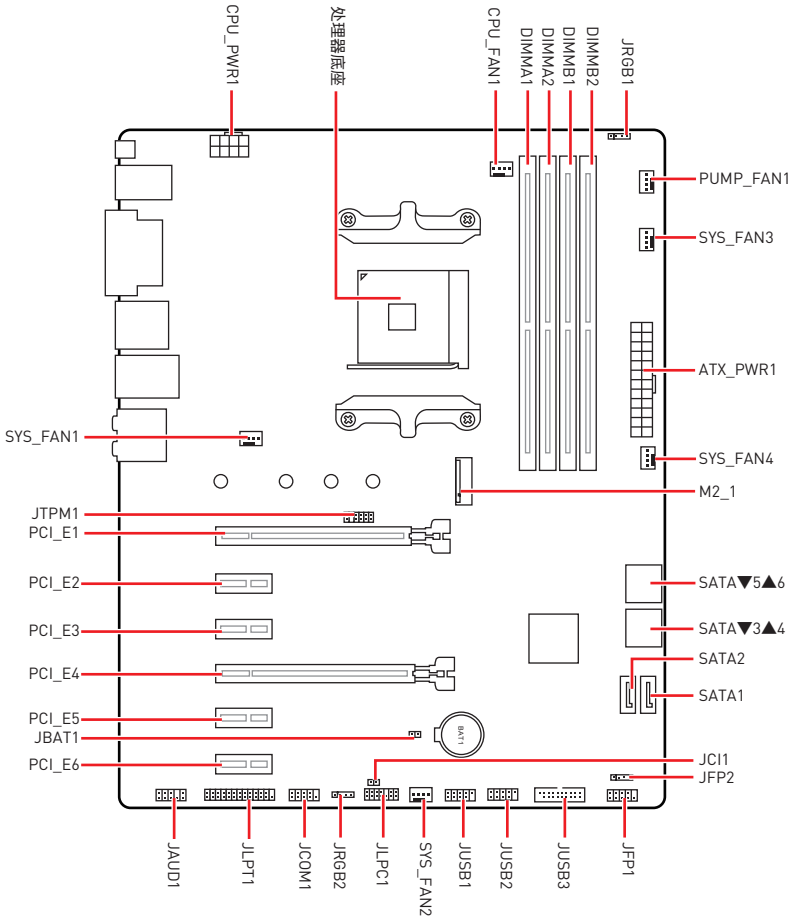 CPU_PWR1
处理器底座
CPU_FAN1
DIMMA1
DIMMA2
DIMMB1
DIMMB2
JRGB1
PUMP_FAN1
SYS_FAN3
ATX_PWR1
SYS_FAN1
SYS_FAN4
M2_1
JTPM1
PCI_E1
PCI_E2
SATA▼5▲6
PCI_E3
SATA▼3▲4
SATA2
PCI_E4
SATA1
PCI_E5
JBAT1
BAT1
PCI_E6
JCI1
JFP2
JAUD1
JLPT1
JCOM1
JRGB2
JLPC1
SYS_FAN2
JUSB1
JUSB2
JUSB3
JFP1